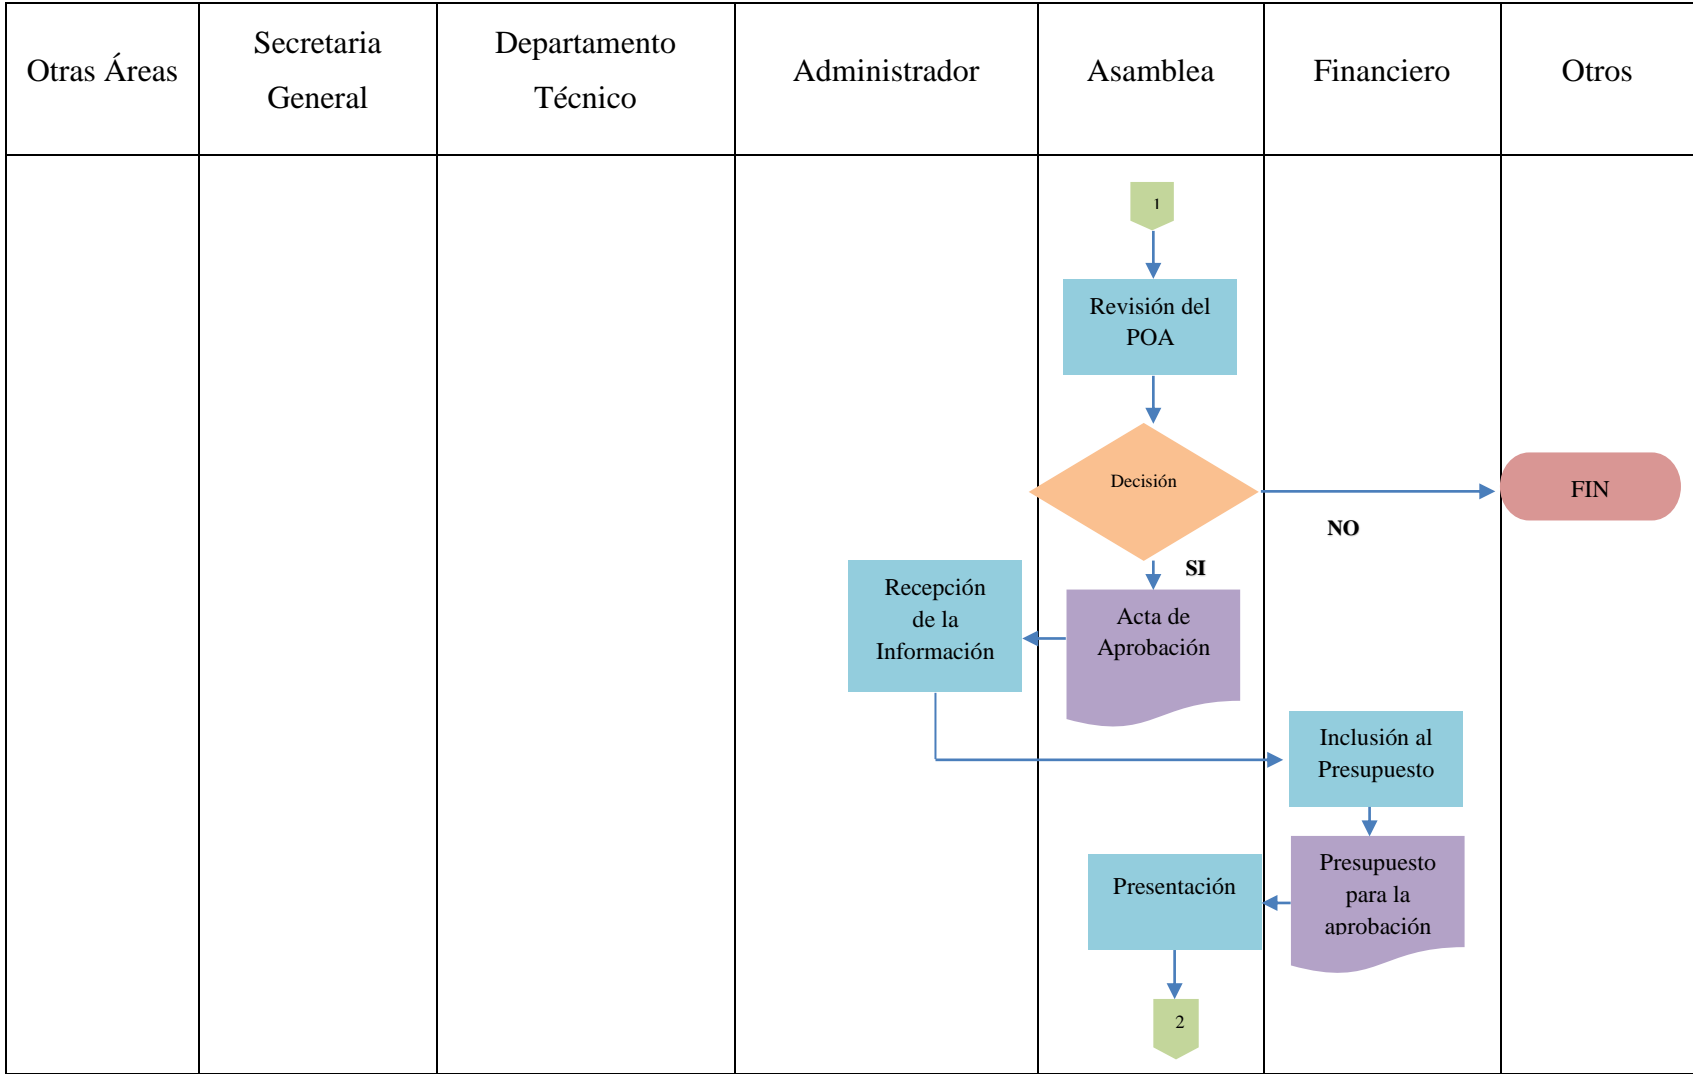 Otras Áreas
Secretaria
General
Departamento
Técnico
Administrador
Asamblea
Financiero
Otros
1
Revisión del
POA
Decisión
FIN
NO
SI
Recepción
de la
Información
Acta de
Aprobación
Inclusión al
Presupuesto
Presupuesto
para la
aprobación
Presentación
2